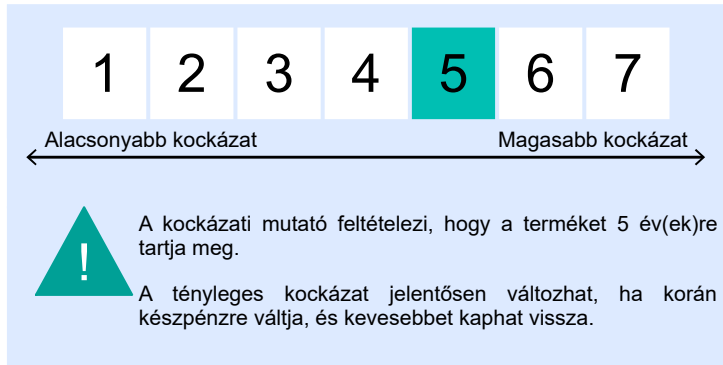 1 2 3 4 5 6 7
Alacsonyabb kockázat Magasabb kockázat
!
A kockázati mutató feltételezi, hogy a terméket 5 év(ek)re
tartja meg.
A tényleges kockázat jelentősen változhat, ha korán
készpénzre váltja, és kevesebbet kaphat vissza.